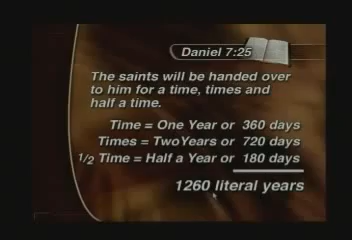 Daniel 7:25
The saints will be handed over
to him for a time, times and
half a time.
Time = One Year or 360 days
Times = TwoYears or 720 days
1/2 Time = Half a Year or 180 days
1260 literal years